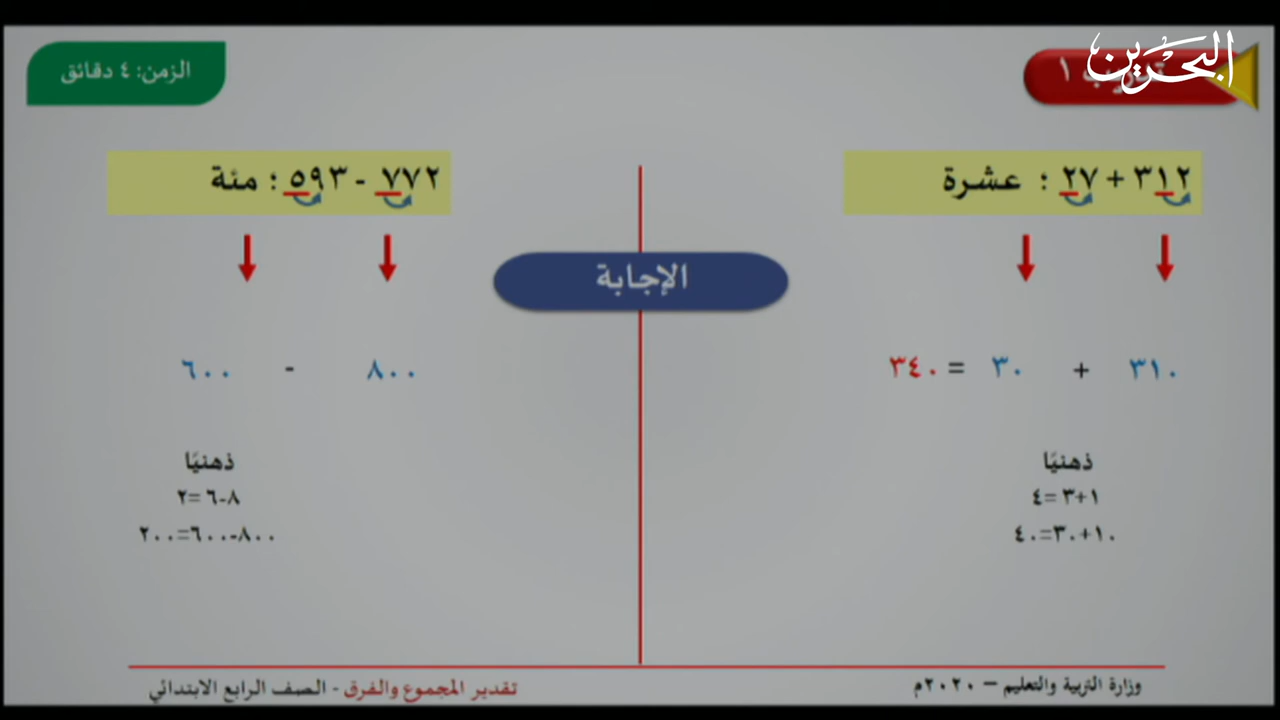 البحرين
تدريب ١
الزمن: ٤ دقائق
٣١٢ + ٢٧ : عشرة
٧٧٢ - ٥٩٣ : مئة
الإجابة
٣١٠ + ٣٠ = ٣٤٠
٨٠٠ - ٦٠٠
ذهنيًا
١+٣ =٤
١٠+٣٠=٤٠
ذهنيًا
٨-٦ =٢
٨٠٠-٦٠٠=٢٠٠
وزارة التربية والتعليم – ٢٠٢٠م
تقدير المجموع والفرق - الصف الرابع الابتدائي